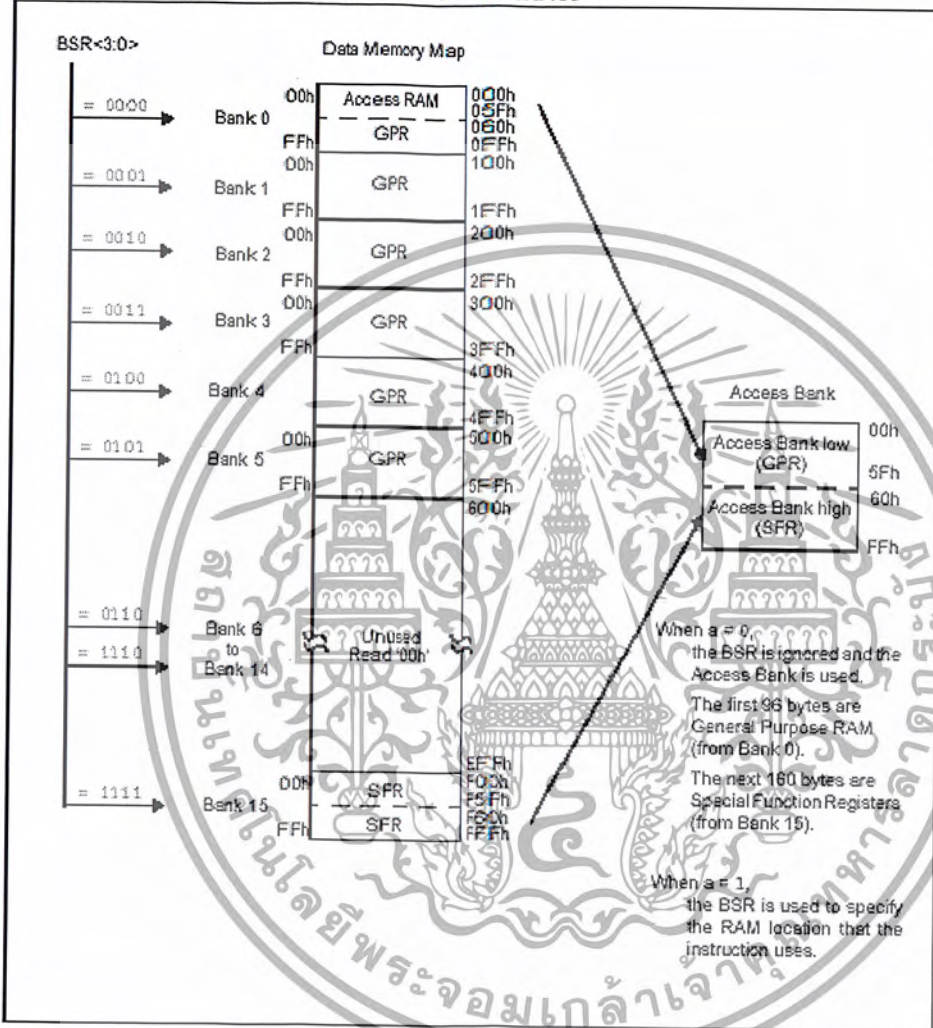 BSR<3:0>
Data Memory Map
= 0000
Bank 0
00h
FFh
Access RAM
GPR
000h
05Fh
060h
0FFh
= 0001
Bank 1
00h
FFh
GPR
100h
1FFh
= 0010
Bank 2
00h
FFh
GPR
200h
2FFh
= 0011
Bank 3
00h
FFh
GPR
300h
3FFh
= 0100
Bank 4
GPR
400h
4FFh
= 0101
Bank 5
00h
FFh
GPR
500h
5FFh
600h
= 0110
= 1110
Bank 6
to
Bank 14
Unused
Read '00h'
EFFh
= 1111
Bank 15
00h
FFh
SFR
SFR
F00h
F5Fh
F60h
FFFh
Access Bank
Access Bank low
(GPR)
Access Bank high
(SFR)
00h
5Fh
60h
FFh
When a = 0,
the BSR is ignored and the
Access Bank is used.
The first 96 bytes are
General Purpose RAM
(from Bank 0).
The next 160 bytes are
Special Function Registers
(from Bank 15).
When a = 1,
the BSR is used to specify
the RAM location that the
instruction uses.